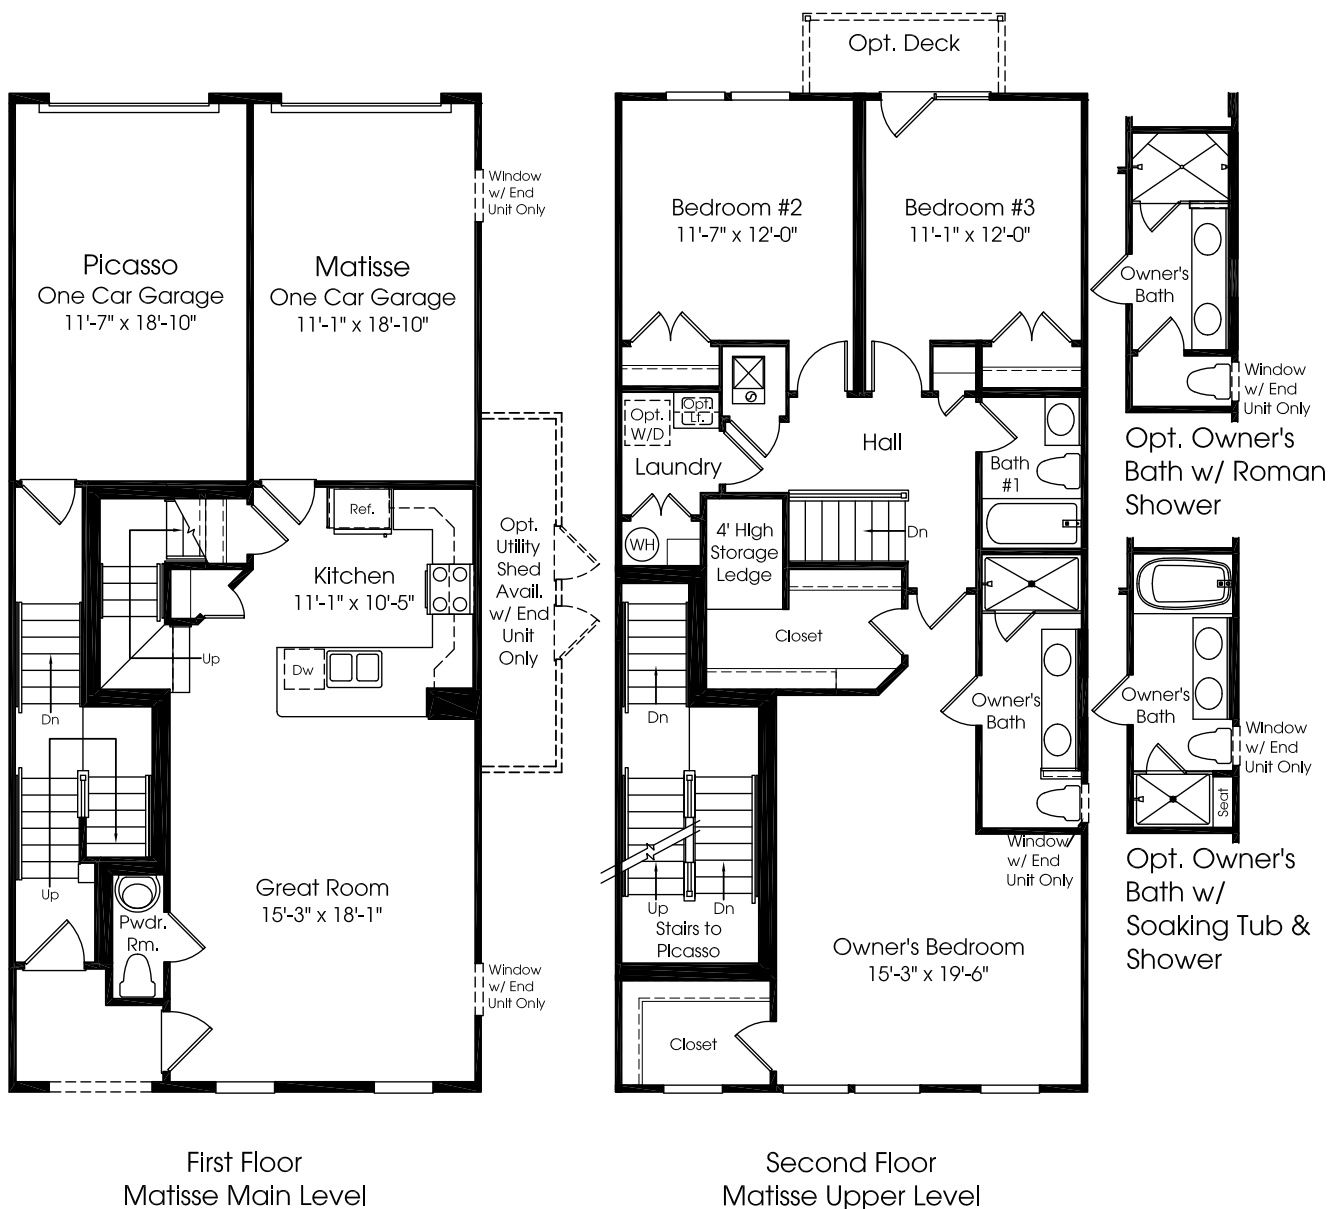 Opt. Deck
Picasso
One Car Garage
11'-7" x 18'-10"
Matisse
One Car Garage
11'-1" x 18'-10"
Window
w/ End
Unit Only
Opt.
Utility
Shed
Avail.
w/ End
Unit
Only
Ref.
Kitchen
11'-1" x 10'-5"
Dw
Up
Dn
Up
Great Room
15'-3" x 18'-1"
Pwdr.
Rm.
Window
w/ End
Unit Only
First Floor
Matisse Main Level
Bedroom #2
11'-7" x 12'-0"
Bedroom #3
11'-1" x 12'-0"
Opt.
W/D
Opt.
Lt.
Laundry
Hall
Bath
#1
WH
4' High
Storage
Ledge
Dn
Closet
Dn
Owner's
Bath
Window
w/ End
Unit Only
Up
Dn
Stairs to
Picasso
Owner's Bedroom
15'-3" x 19'-6"
Closet
Second Floor
Matisse Upper Level
Owner's
Bath
Window
w/ End
Unit Only
Opt. Owner's
Bath w/ Roman
Shower
Owner's
Bath
Window
w/ End
Unit Only
Seat
Opt. Owner's
Bath w/
Soaking Tub &
Shower